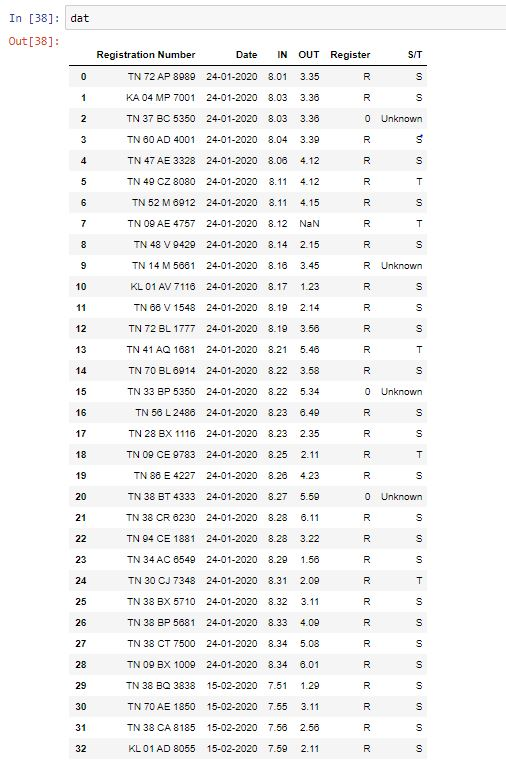 In [38]: dat
Out[38]:
Registration Number Date IN OUT Register S/T
0 TN 72 AP 8989 24-01-2020 8.01 3.35 R S
1 KA 04 MP 7001 24-01-2020 8.03 3.36 R S
2 TN 37 BC 5350 24-01-2020 8.03 3.36 0 Unknown
3 TN 60 AD 4001 24-01-2020 8.04 3.39 R S
4 TN 47 AE 3328 24-01-2020 8.06 4.12 R S
5 TN 49 CZ 8080 24-01-2020 8.11 4.12 R T
6 TN 52 M 6912 24-01-2020 8.11 4.15 R S
7 TN 09 AE 4757 24-01-2020 8.12 NaN R T
8 TN 48 V 9429 24-01-2020 8.14 2.15 R S
9 TN 14 M 5661 24-01-2020 8.16 3.45 R Unknown
10 KL 01 AV 7116 24-01-2020 8.17 1.23 R S
11 TN 66 V 1548 24-01-2020 8.19 2.14 R S
12 TN 72 BL 1777 24-01-2020 8.19 3.56 R S
13 TN 41 AQ 1681 24-01-2020 8.21 5.46 R T
14 TN 70 BL 6914 24-01-2020 8.22 3.58 R S
15 TN 33 BP 5350 24-01-2020 8.22 5.34 0 Unknown
16 TN 56 L 2486 24-01-2020 8.23 6.49 R S
17 TN 28 BX 1116 24-01-2020 8.23 2.35 R S
18 TN 09 CE 9783 24-01-2020 8.25 2.11 R T
19 TN 86 E 4227 24-01-2020 8.26 4.23 R S
20 TN 38 BT 4333 24-01-2020 8.27 5.59 0 Unknown
21 TN 38 CR 6230 24-01-2020 8.28 6.11 R S
22 TN 94 CE 1881 24-01-2020 8.28 3.22 R S
23 TN 34 AC 6549 24-01-2020 8.29 1.56 R S
24 TN 30 CJ 7348 24-01-2020 8.31 2.09 R T
25 TN 38 BX 5710 24-01-2020 8.32 3.11 R S
26 TN 38 BP 5681 24-01-2020 8.33 4.09 R S
27 TN 38 CT 7500 24-01-2020 8.34 5.08 R S
28 TN 09 BX 1009 24-01-2020 8.34 6.01 R S
29 TN 38 BQ 3838 15-02-2020 7.51 1.29 R S
30 TN 70 AE 1850 15-02-2020 7.55 3.11 R S
31 TN 38 CA 8185 15-02-2020 7.56 2.56 R S
32 KL 01 AD 8055 15-02-2020 7.59 2.11 R S